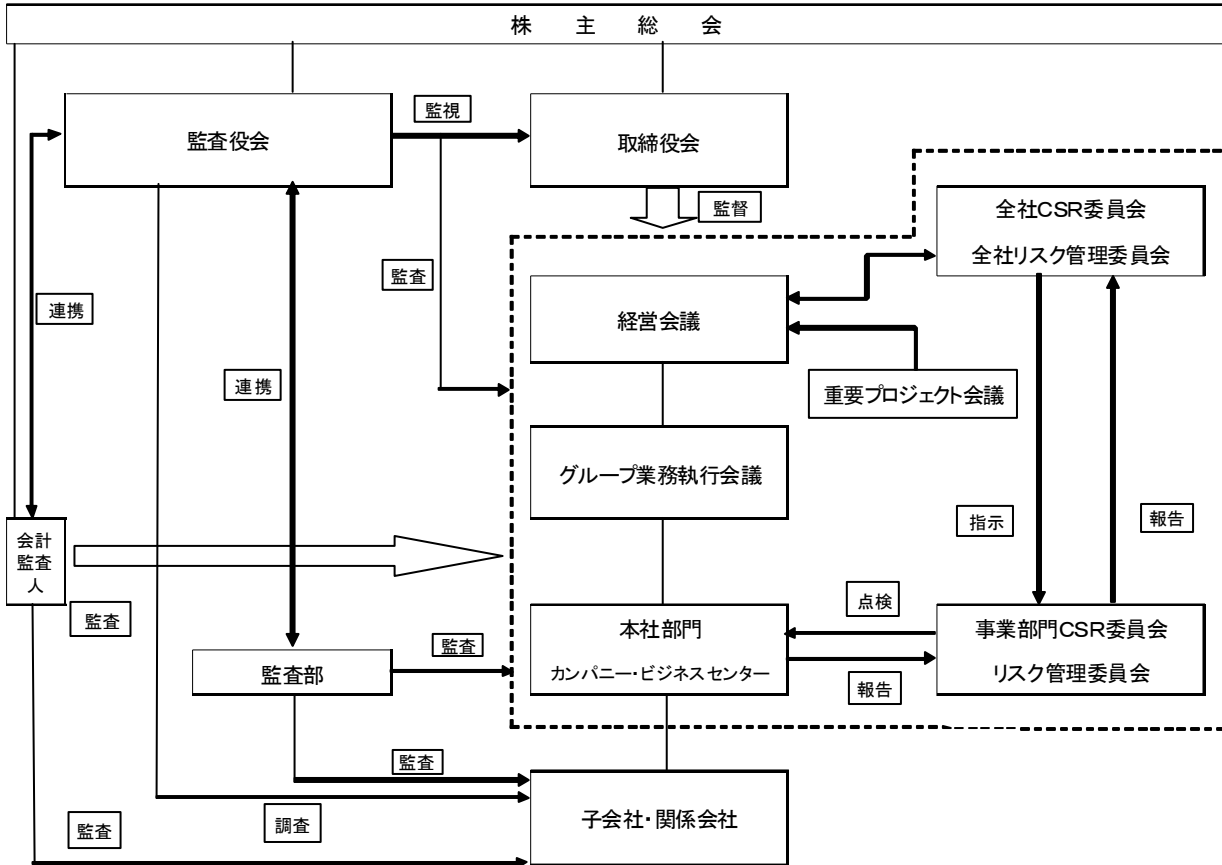 株 主 総 会
監査役会
監視
取締役会
監督
全社CSR委員会
全社リスク管理委員会
監査
連携
経営会議
連携
重要プロジェクト会議
グループ業務執行会議
指示
報告
会計
監査
人
監査
点検
本社部門
カンパニー・ビジネスセンター
事業部門CSR委員会
リスク管理委員会
監査
監査部
報告
監査
子会社・関係会社
監査
調査